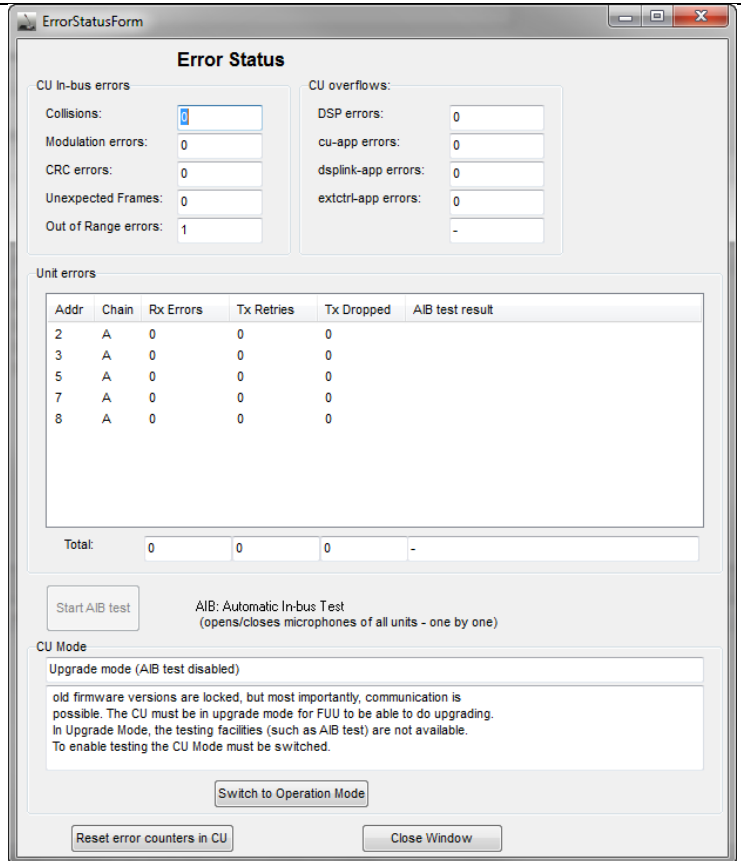 ErrorStatusForm
Error Status
CU In-bus errors
Collisions: 0
Modulation errors: 0
CRC errors: 0
Unexpected Frames: 0
Out of Range errors: 1
CU overflows:
DSP errors: 0
cu-app errors: 0
dsplink-app errors: 0
extctrl-app errors: 0
-
Unit errors
Addr Chain Rx Errors Tx Retries Tx Dropped AIB test result
2 A 0 0 0
3 A 0 0 0
5 A 0 0 0
7 A 0 0 0
8 A 0 0 0
Total: 0 0 0 -
Start AIB test
AIB: Automatic In-bus Test
(opens/closes microphones of all units - one by one)
CU Mode
Upgrade mode (AIB test disabled)
old firmware versions are locked, but most importantly, communication is
possible. The CU must be in upgrade mode for FUU to be able to do upgrading.
In Upgrade Mode, the testing facilities (such as AIB test) are not available.
To enable testing the CU Mode must be switched.
Switch to Operation Mode
Reset error counters in CU
Close Window